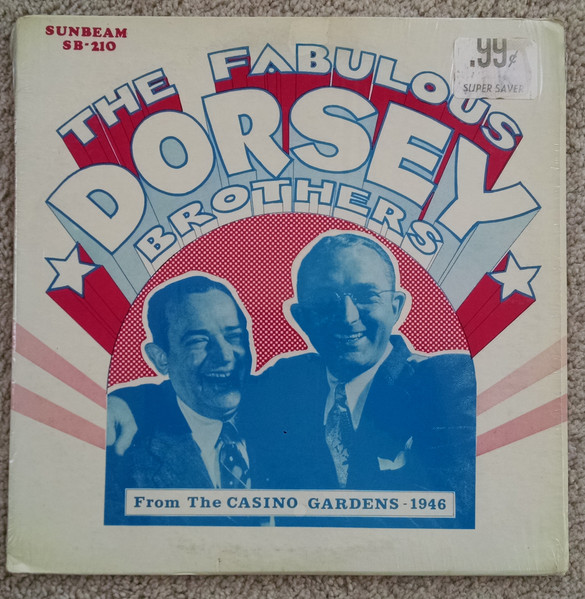 SUNBEAM
SB-210
.99¢
SUPER SAVER
THE FABULOUS
DORSEY
BROTHERS
From The CASINO GARDENS - 1946